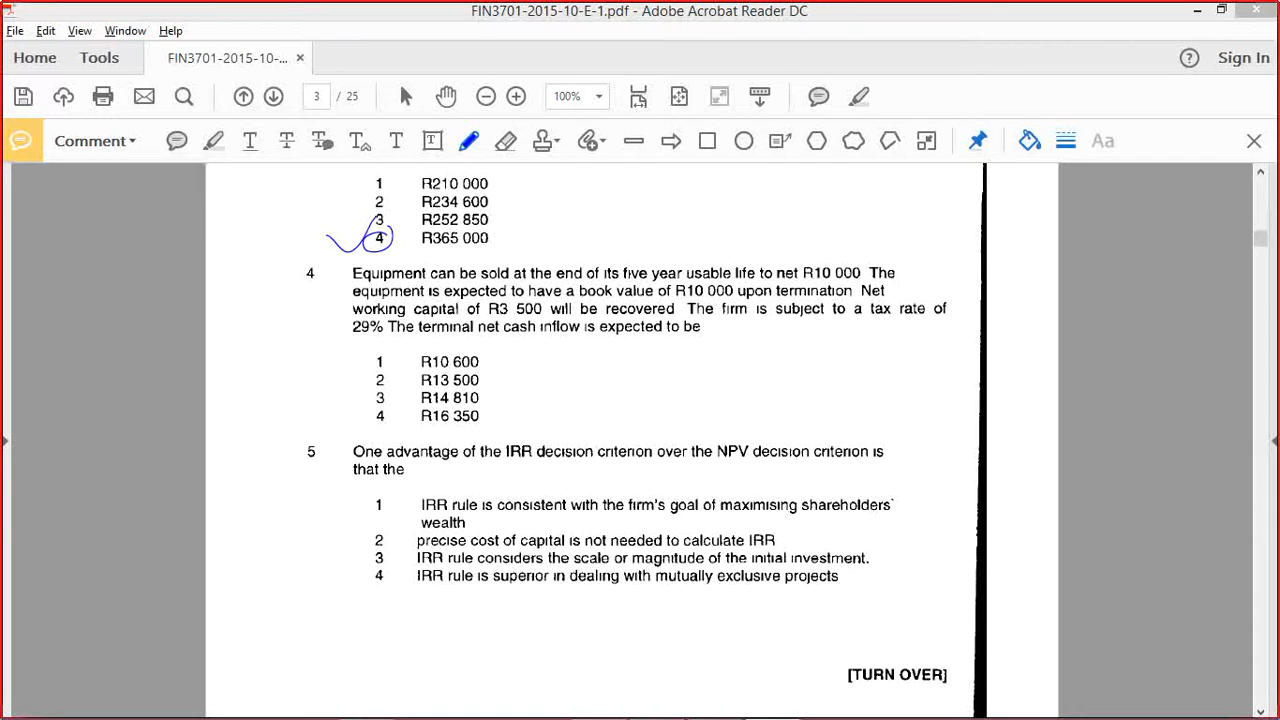 FIN3701-2015-10-E-1.pdf - Adobe Acrobat Reader DC
File Edit View Window Help
Home Tools FIN3701-2015-10-... × Sign In
3 / 25 100%
Comment Aa
1 R210 000
2 R234 600
3 R252 850
4 R365 000
4 Equipment can be sold at the end of its five year usable life to net R10 000 The
equipment is expected to have a book value of R10 000 upon termination Net
working capital of R3 500 will be recovered The firm is subject to a tax rate of
29% The terminal net cash inflow is expected to be
1 R10 600
2 R13 500
3 R14 810
4 R16 350
5 One advantage of the IRR decision criterion over the NPV decision criterion is
that the
1 IRR rule is consistent with the firm's goal of maximising shareholders`
wealth
2 precise cost of capital is not needed to calculate IRR
3 IRR rule considers the scale or magnitude of the initial investment.
4 IRR rule is superior in dealing with mutually exclusive projects
[TURN OVER]